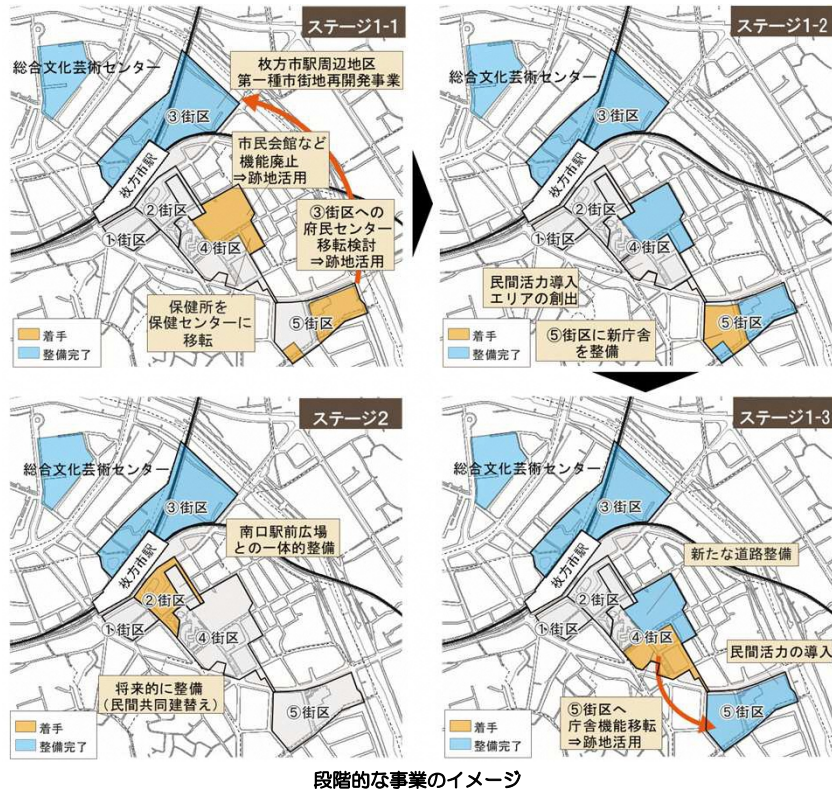 ステージ1-1
総合文化芸術センター
枚方市駅周辺地区
第一種市街地再開発事業
③街区
市民会館など
機能廃止
⇒跡地活用
枚方市駅
②街区
①街区
④街区
③街区への
府民センター
移転検討
⇒跡地活用
保健所を
保健センターに
移転
⑤街区
着手
整備完了
ステージ1-2
総合文化芸術センター
③街区
枚方市駅
②街区
①街区
④街区
民間活力導入
エリアの創出
⑤街区に新庁舎
を整備
⑤街区
着手
整備完了
ステージ2
総合文化芸術センター
③街区
南口駅前広場
との一体的整備
枚方市駅
②街区
①街区
④街区
将来的に整備
(民間共同建替え)
⑤街区
着手
整備完了
ステージ1-3
総合文化芸術センター
③街区
枚方市駅
新たな道路整備
②街区
①街区
④街区
民間活力の導入
⑤街区へ
庁舎機能移転
⇒跡地活用
⑤街区
着手
整備完了
段階的な事業のイメージ